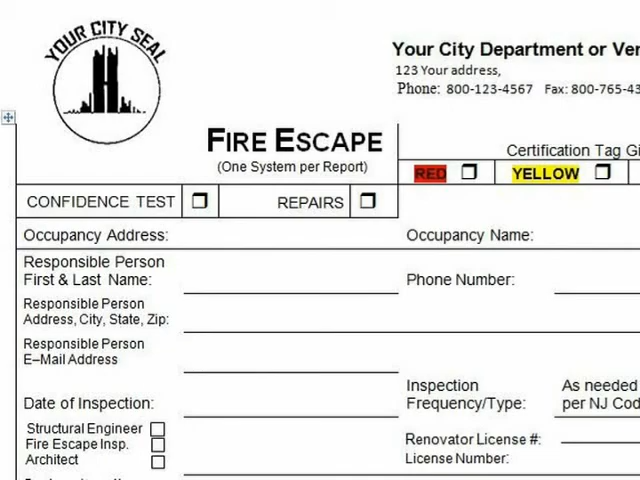 YOUR CITY SEAL
Your City Department or Ver
123 Your address,
Phone: 800-123-4567 Fax: 800-765-43
FIRE ESCAPE
(One System per Report)
Certification Tag Gi
RED
YELLOW
CONFIDENCE TEST
REPAIRS
Occupancy Address:
Occupancy Name:
Responsible Person
First & Last Name:
Phone Number:
Responsible Person
Address, City, State, Zip:
Responsible Person
E–Mail Address
Date of Inspection:
Inspection
Frequency/Type:
As needed
per NJ Cod
Structural Engineer
Fire Escape Insp.
Architect
Renovator License #:
License Number: